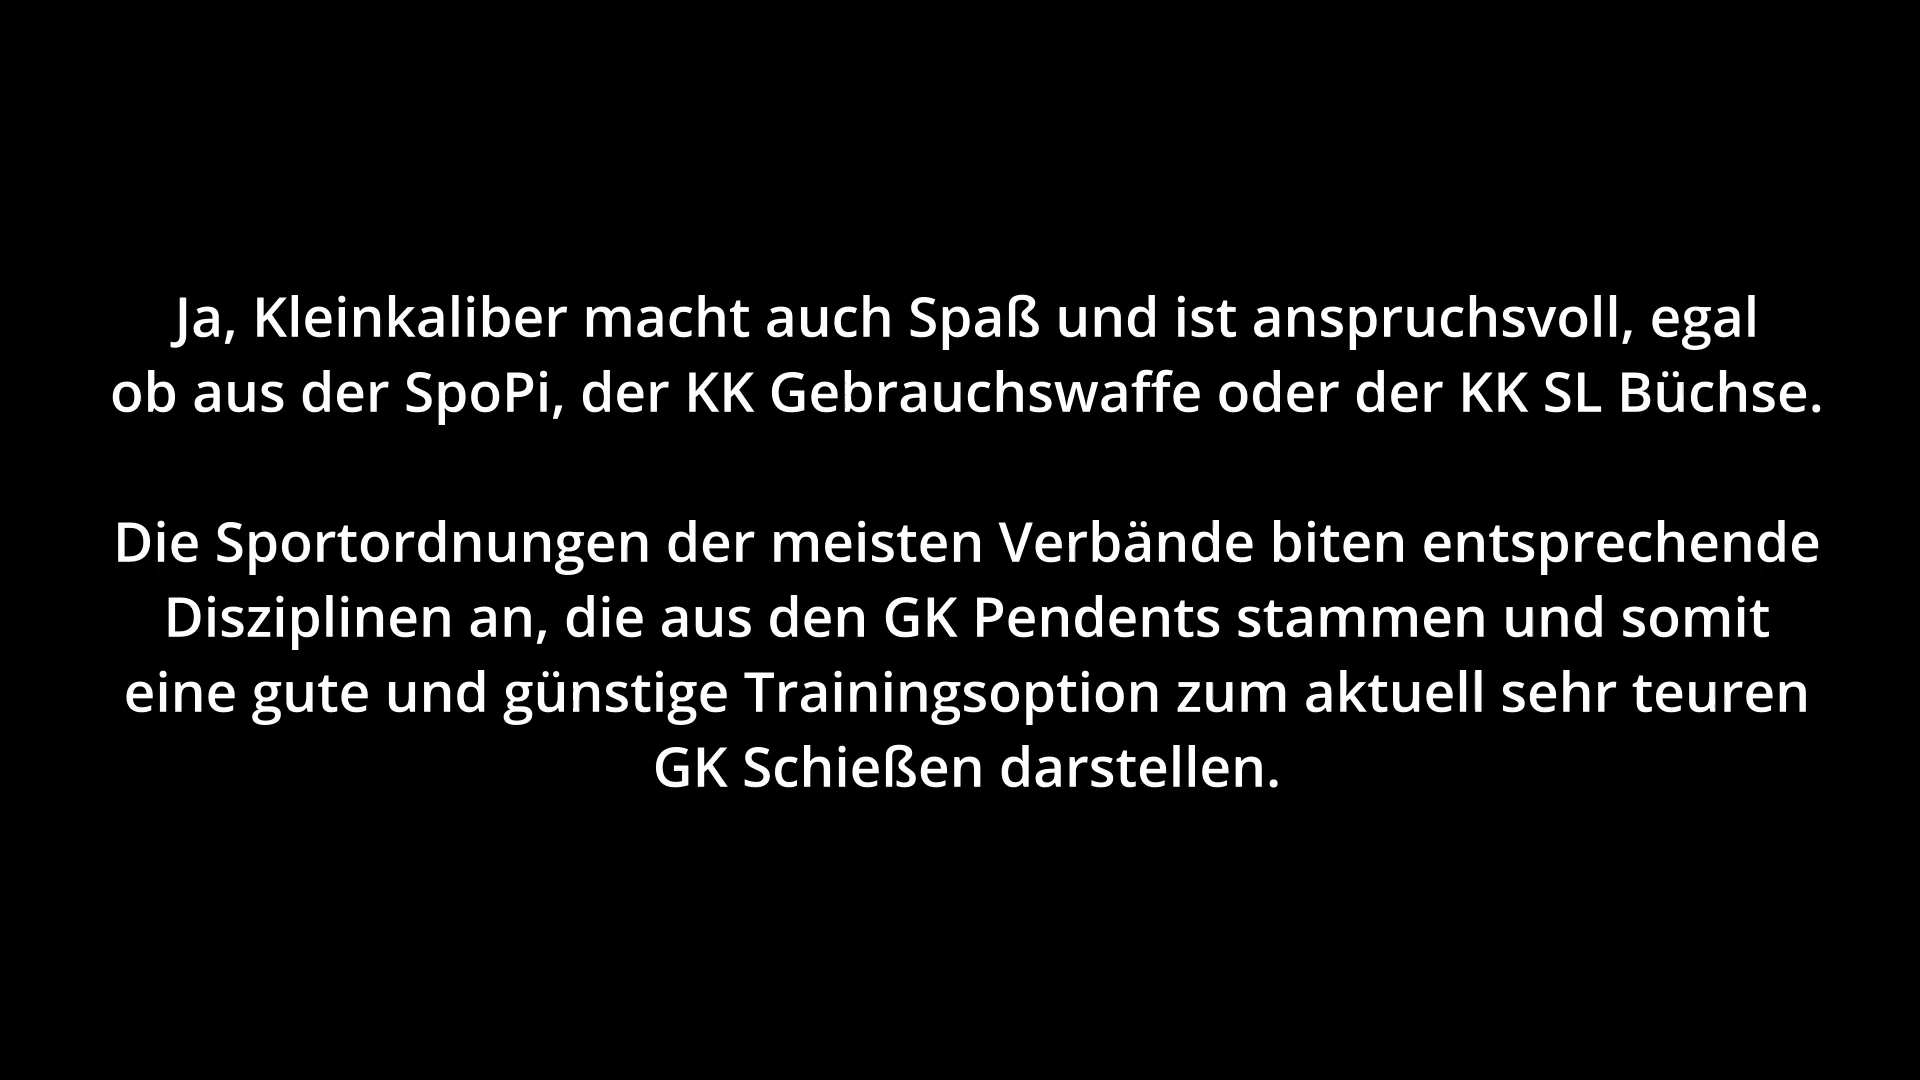 Ja, Kleinkaliber macht auch Spaß und ist anspruchsvoll, egal
ob aus der SpoPi, der KK Gebrauchswaffe oder der KK SL Büchse.
Die Sportordnungen der meisten Verbände biten entsprechende
Disziplinen an, die aus den GK Pendents stammen und somit
eine gute und günstige Trainingsoption zum aktuell sehr teuren
GK Schießen darstellen.